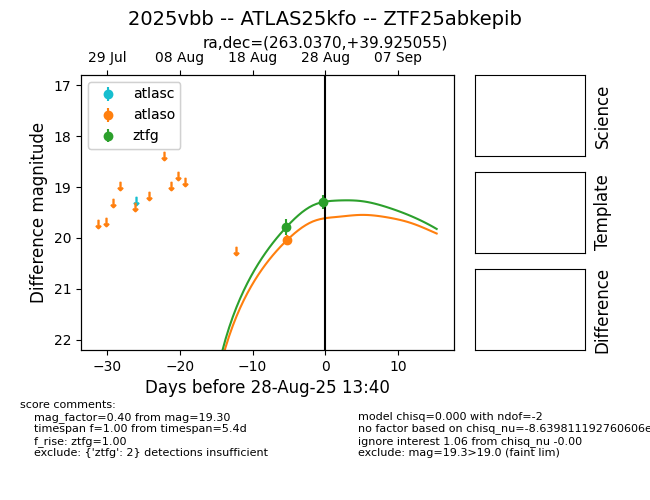 2025vbb -- ATLAS25kfo -- ZTF25abkepib
ra,dec=(263.0370,+39.925055)
29 Jul 08 Aug 18 Aug 28 Aug 07 Sep
atlasc
atlaso
ztfg
17
18
19
20
21
22
Difference magnitude
−30 −20 −10 0 10
Days before 28-Aug-25 13:40
Science
Template
Difference
score comments:
mag_factor=0.40 from mag=19.30
timespan f=1.00 from timespan=5.4d
f_rise: ztfg=1.00
exclude: {'ztfg': 2} detections insufficient
model chisq=0.000 with ndof=-2
no factor based on chisq_nu=-8.639811192760606e
ignore interest 1.06 from chisq_nu -0.00
exclude: mag=19.3>19.0 (faint lim)